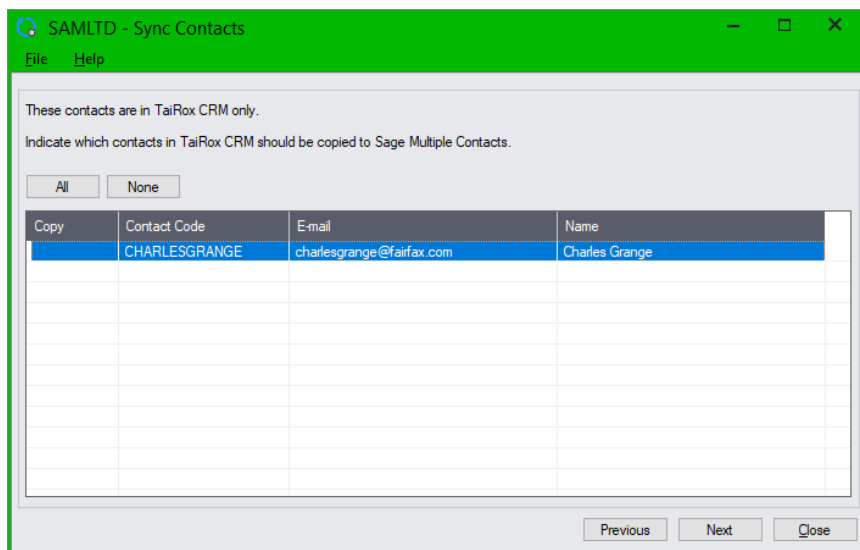 SAMLTD - Sync Contacts
File Help
These contacts are in TaiRox CRM only.
Indicate which contacts in TaiRox CRM should be copied to Sage Multiple Contacts.
All None
Copy Contact Code E-mail Name
CHARLESGRANGE charlesgrange@fairfax.com Charles Grange
Previous Next Close